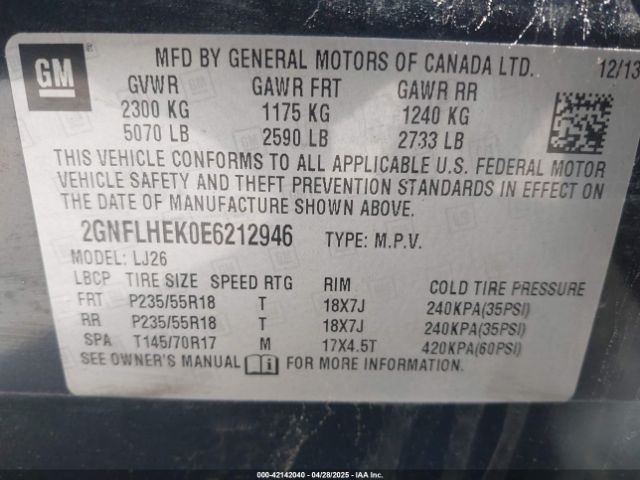 GM ®
MFD BY GENERAL MOTORS OF CANADA LTD. 12/13
GVWR GAWR FRT GAWR RR
2300 KG 1175 KG 1240 KG
5070 LB 2590 LB 2733 LB
THIS VEHICLE CONFORMS TO ALL APPLICABLE U.S. FEDERAL MOTOR
VEHICLE SAFETY AND THEFT PREVENTION STANDARDS IN EFFECT ON
THE DATE OF MANUFACTURE SHOWN ABOVE.
2GNFLHEK0E6212946 TYPE: M.P.V.
MODEL: LJ26
LBCP TIRE SIZE SPEED RTG RIM COLD TIRE PRESSURE
FRT P235/55R18 T 18X7J 240KPA(35PSI)
RR P235/55R18 T 18X7J 240KPA(35PSI)
SPA T145/70R17 M 17X4.5T 420KPA(60PSI)
SEE OWNER'S MANUAL i FOR MORE INFORMATION.
000-42142040 - 04/28/2025 - IAAI.COM